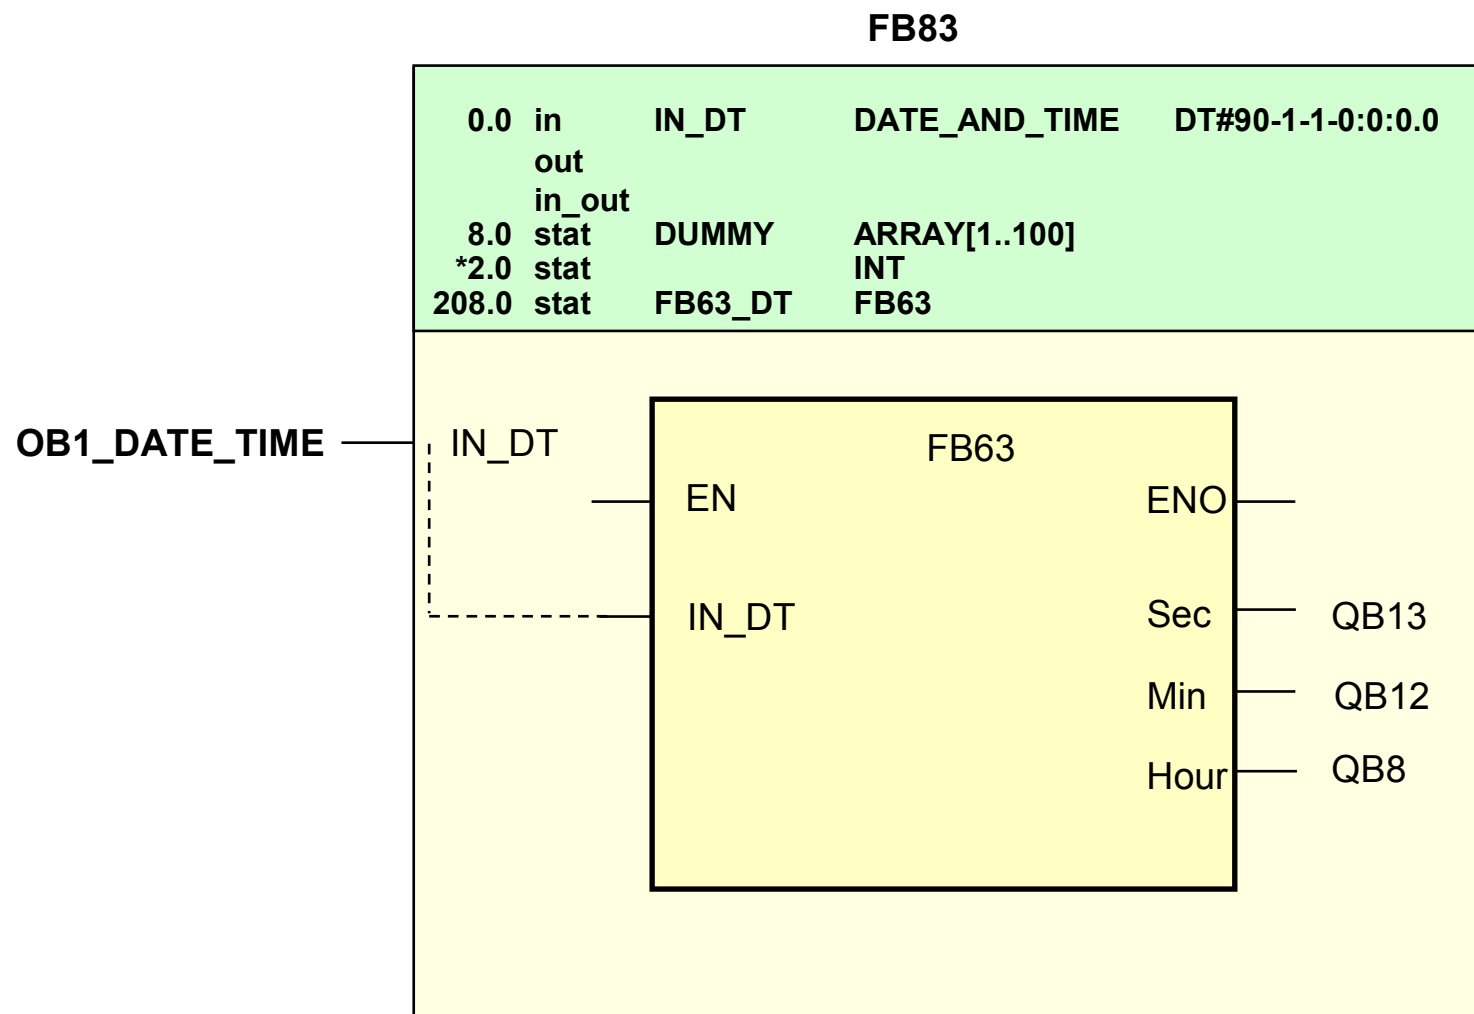 FB83
0.0 in IN_DT DATE_AND_TIME DT#90-1-1-0:0:0.0
out
in_out
8.0 stat DUMMY ARRAY[1..100]
*2.0 stat INT
208.0 stat FB63_DT FB63
OB1_DATE_TIME IN_DT FB63
EN ENO
IN_DT Sec QB13
Min QB12
Hour QB8